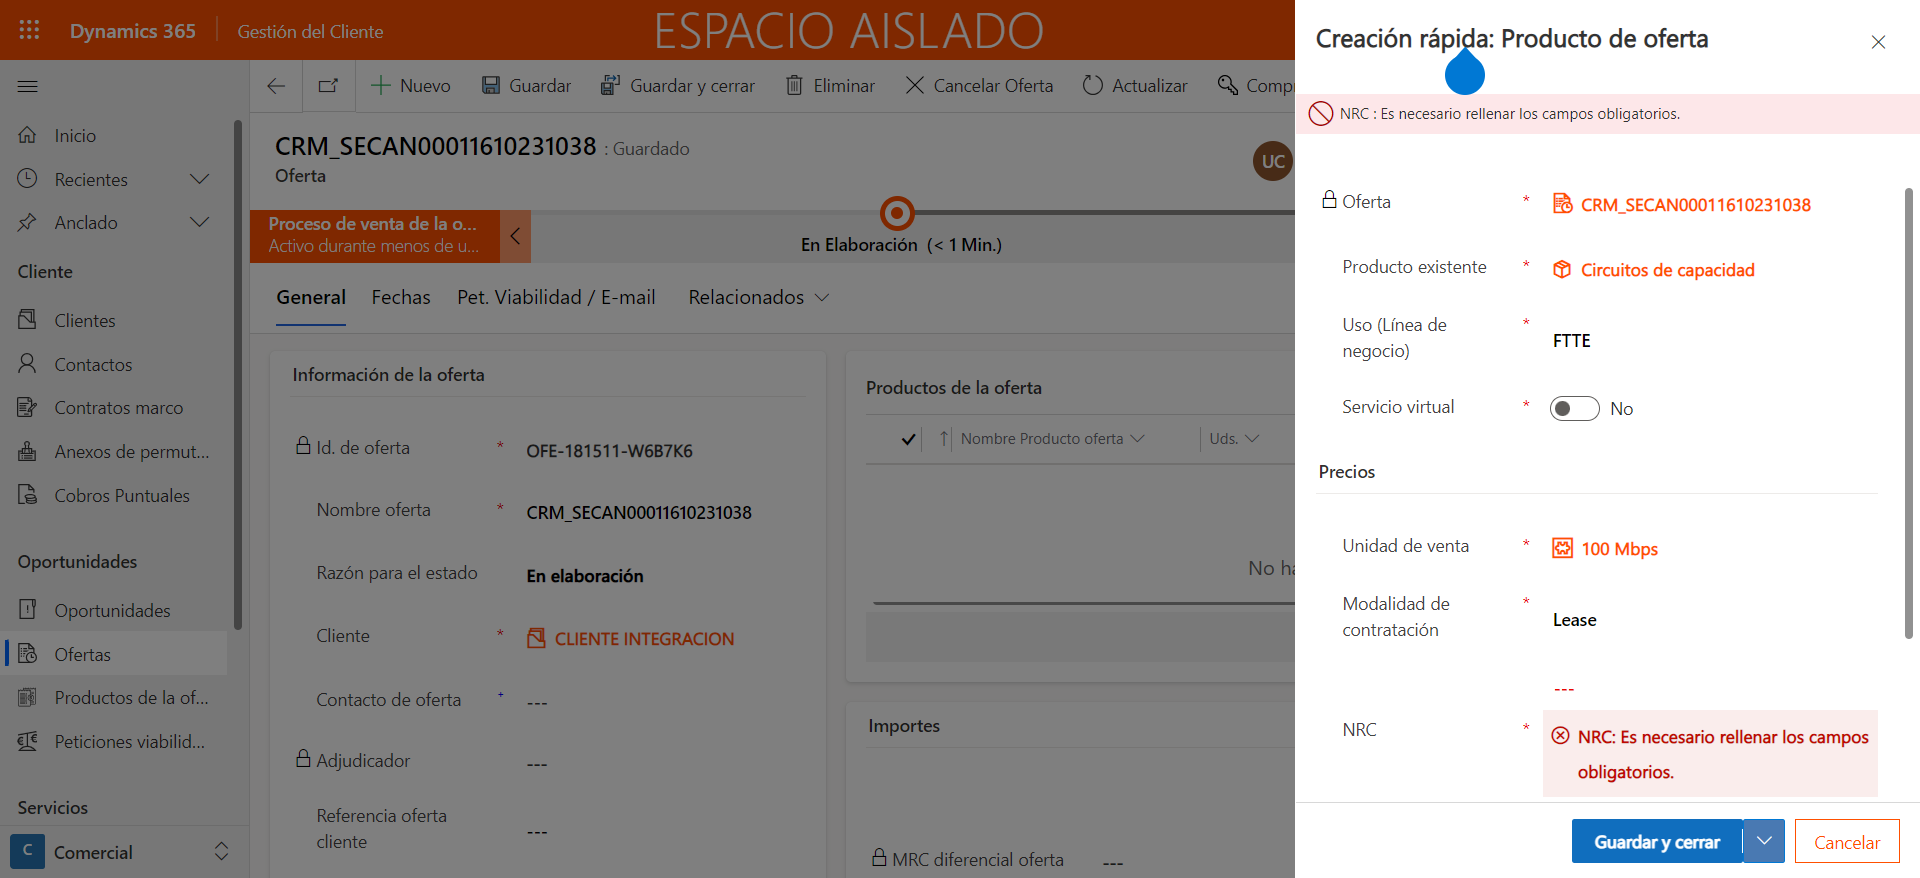 Dynamics 365
Gestión del Cliente
ESPACIO AISLADO
Nuevo
Guardar
Guardar y cerrar
Eliminar
Cancelar Oferta
Actualizar
Inicio
Recientes
Anclado
Cliente
Clientes
Contactos
Contratos marco
Anexos de permut...
Cobros Puntuales
Oportunidades
Oportunidades
Ofertas
Productos de la of...
Peticiones viabilid...
Servicios
C Comercial
CRM_SECAN00011610231038 : Guardado
Oferta
UC
Proceso de venta de la o...
Activo durante menos de u...
En Elaboración (< 1 Min.)
General
Fechas
Pet. Viabilidad / E-mail
Relacionados
Información de la oferta
Id. de oferta * OFE-181511-W6B7K6
Nombre oferta * CRM_SECAN00011610231038
Razón para el estado En elaboración
Cliente * CLIENTE INTEGRACION
Contacto de oferta + ---
Adjudicador ---
Referencia oferta
cliente ---
Productos de la oferta
Nombre Producto oferta
Uds.
No
Importes
MRC diferencial oferta ---
Creación rápida: Producto de oferta
NRC : Es necesario rellenar los campos obligatorios.
Oferta * CRM_SECAN00011610231038
Producto existente * Circuitos de capacidad
Uso (Línea de
negocio) * FTTE
Servicio virtual * No
Precios
Unidad de venta * 100 Mbps
Modalidad de
contratación * Lease
---
NRC * NRC: Es necesario rellenar los campos
obligatorios.
Guardar y cerrar
Cancelar